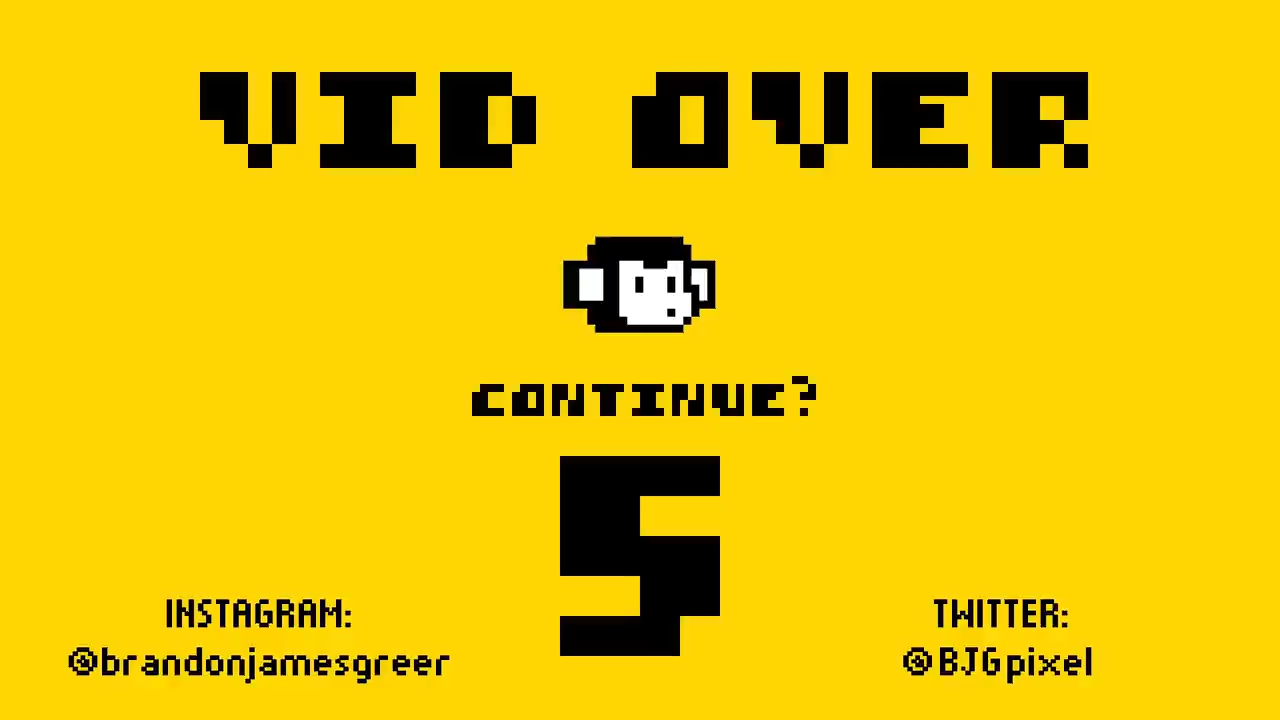 VID OVER
CONTINUE?
5
INSTAGRAM:
@brandonjamesgreer
TWITTER:
@BJGpixel